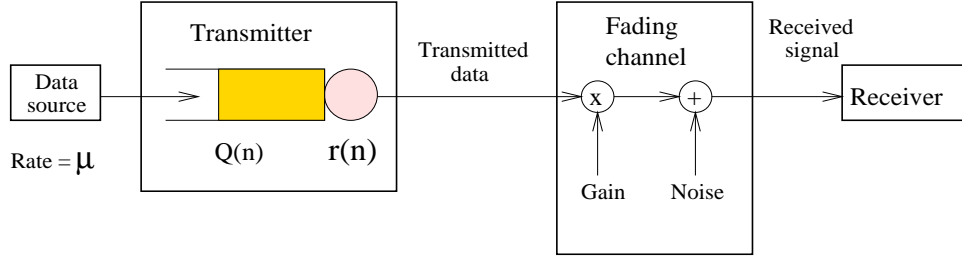 Data
source
Rate = μ
Transmitter
Q(n)
r(n)
Transmitted
data
Fading
channel
x
+
Gain
Noise
Received
signal
Receiver